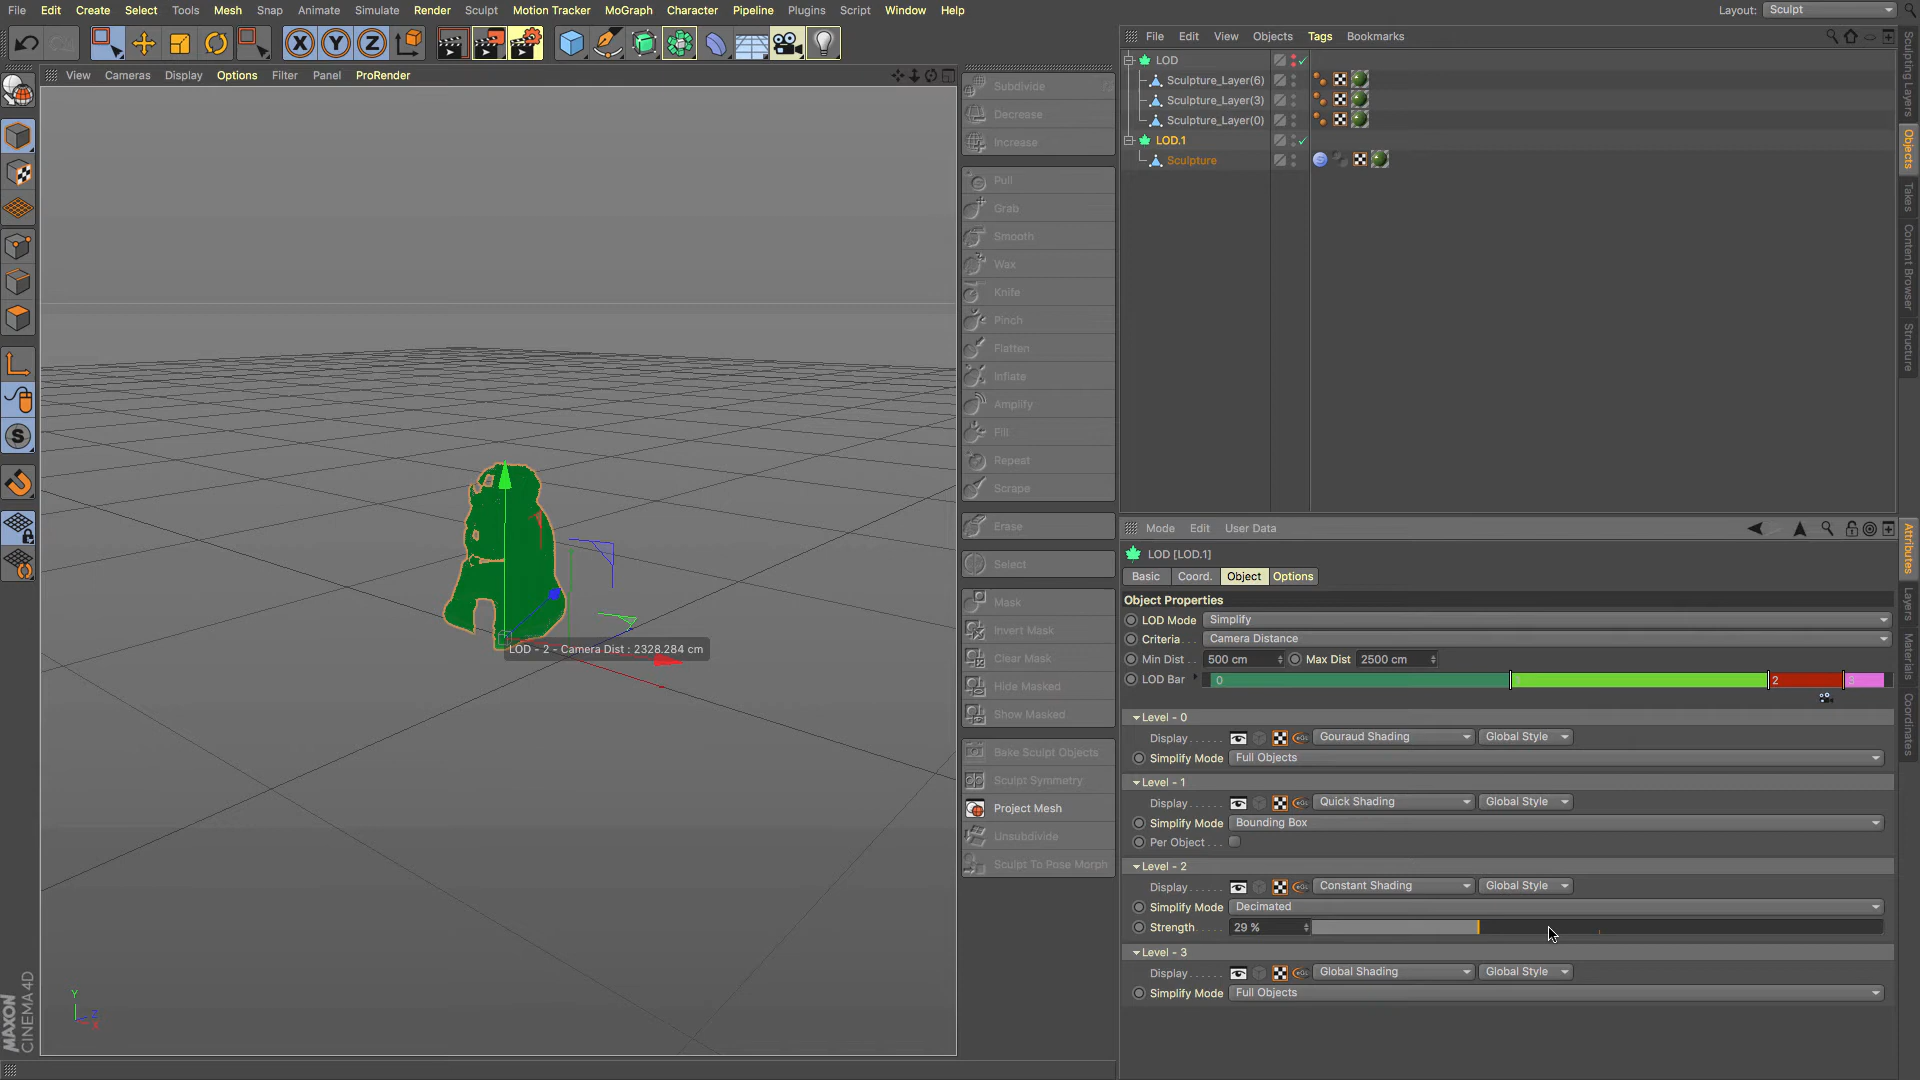 File Edit Create Select Tools Mesh Snap Animate Simulate Render Sculpt Motion Tracker MoGraph Character Pipeline Plugins Script Window Help
Layout: Sculpt
View Cameras Display Options Filter Panel ProRender
LOD - 2 - Camera Dist : 2328.284 cm
Y
Z
X
MAXON
CINEMA 4D
Subdivide
Decrease
Increase
Pull
Grab
Smooth
Wax
Knife
Pinch
Flatten
Inflate
Amplify
Fill
Repeat
Scrape
Erase
Select
Mask
Invert Mask
Clear Mask
Hide Masked
Show Masked
Bake Sculpt Objects
Sculpt Symmetry
Project Mesh
Unsubdivide
Sculpt To Pose Morph
File Edit View Objects Tags Bookmarks
LOD
Sculpture_Layer(6)
Sculpture_Layer(3)
Sculpture_Layer(0)
LOD.1
Sculpture
Mode Edit User Data
LOD [LOD.1]
Basic Coord. Object Options
Object Properties
LOD Mode Simplify
Criteria Camera Distance
Min Dist 500 cm Max Dist 2500 cm
LOD Bar 0 2 3
Level - 0
Display Gouraud Shading Global Style
Simplify Mode Full Objects
Level - 1
Display Quick Shading Global Style
Simplify Mode Bounding Box
Per Object
Level - 2
Display Constant Shading Global Style
Simplify Mode Decimated
Strength 29 %
Level - 3
Display Global Shading Global Style
Simplify Mode Full Objects
Sculpting Layers
Objects
Takes
Content Browser
Structure
Attributes
Layers
Materials
Coordinates